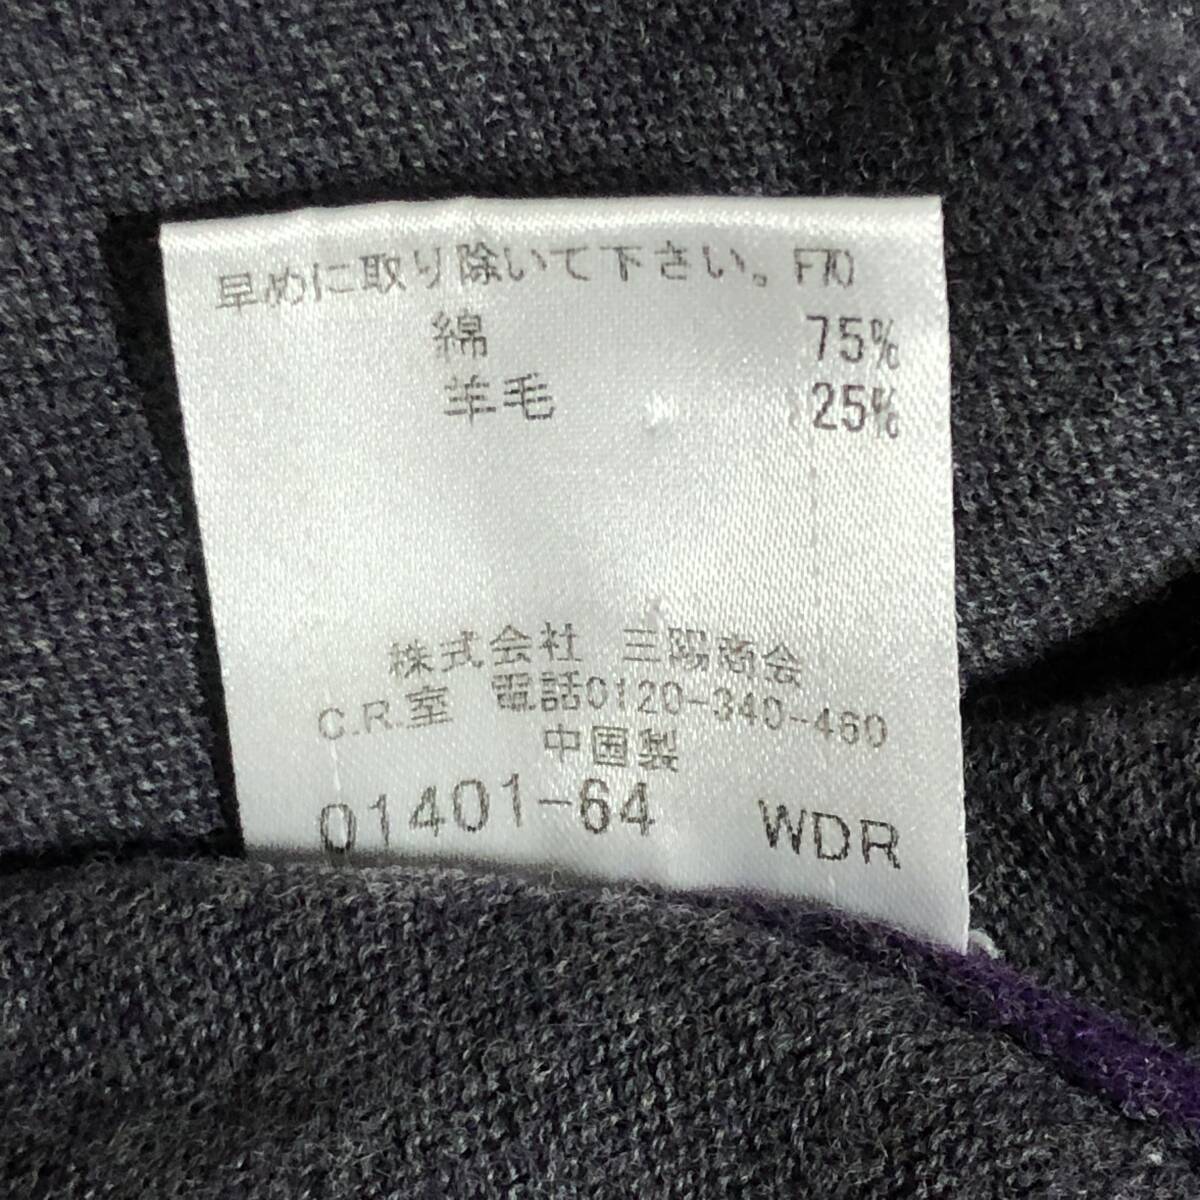 早めに取り除いて下さい。F70
綿 75%
羊毛 25%
株式会社 三陽商会
C.R.室 電話0120-340-460
中国製
01401-64 WDR